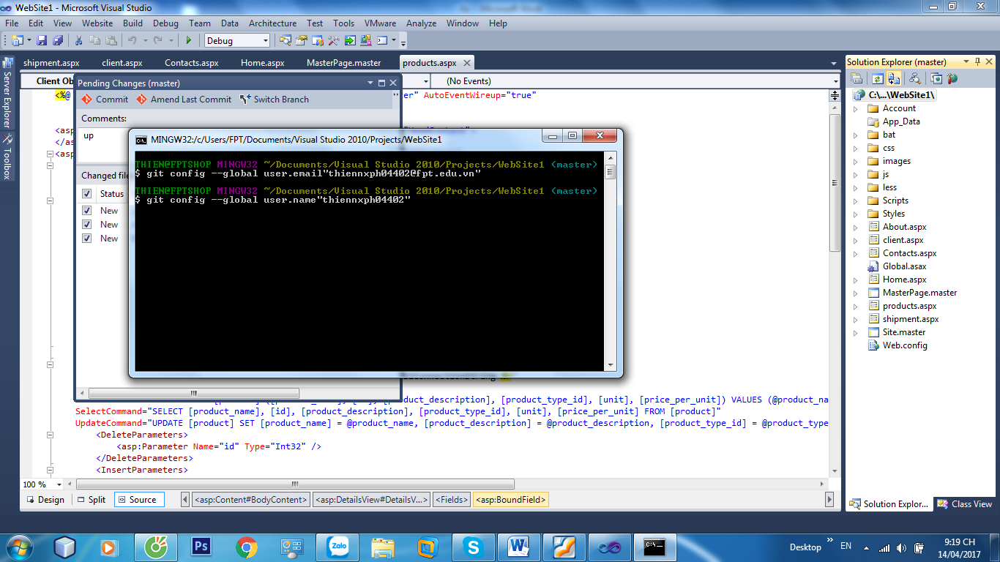 WebSite1 - Microsoft Visual Studio
File Edit View Website Build Debug Team Data Architecture Test Tools VMware Analyze Window Help
Debug
shipment.aspx client.aspx Contacts.aspx Home.aspx MasterPage.master products.aspx
Client Ob (No Events)
Pending Changes (master)
Commit Amend Last Commit Switch Branch
Comments:
up
Changed file
Status
New
New
New
<%@ er" AutoEventWireup="true"
<asp
</as
<asp
MINGW32:/c/Users/FPT/Documents/Visual Studio 2010/Projects/WebSite1
THIEN@FPTSHOP MINGW32 ~/Documents/Visual Studio 2010/Projects/WebSite1 (master)
$ git config --global user.email"thiennxph04402@fpt.edu.vn"
THIEN@FPTSHOP MINGW32 ~/Documents/Visual Studio 2010/Projects/WebSite1 (master)
$ git config --global user.name"thiennxph04402"
[product_description], [product_type_id], [unit], [price_per_unit]) VALUES (@product_na
SelectCommand="SELECT [product_name], [id], [product_description], [product_type_id], [unit], [price_per_unit] FROM [product]"
UpdateCommand="UPDATE [product] SET [product_name] = @product_name, [product_description] = @product_description, [product_type_id] = @product_type
<DeleteParameters>
<asp:Parameter Name="id" Type="Int32" />
</DeleteParameters>
<InsertParameters>
100 %
Design Split Source <asp:Content#BodyContent> <asp:DetailsView#DetailsV...> <Fields> <asp:BoundField>
Server Explorer
Toolbox
Solution Explorer (master)
C:\...\WebSite1\
Account
App_Data
bat
css
images
js
less
Scripts
Styles
About.aspx
client.aspx
Contacts.aspx
Global.asax
Home.aspx
MasterPage.master
products.aspx
shipment.aspx
Site.master
Web.config
Solution Explor... Class View
Ps
Zalo
Desktop EN
9:19 CH
14/04/2017